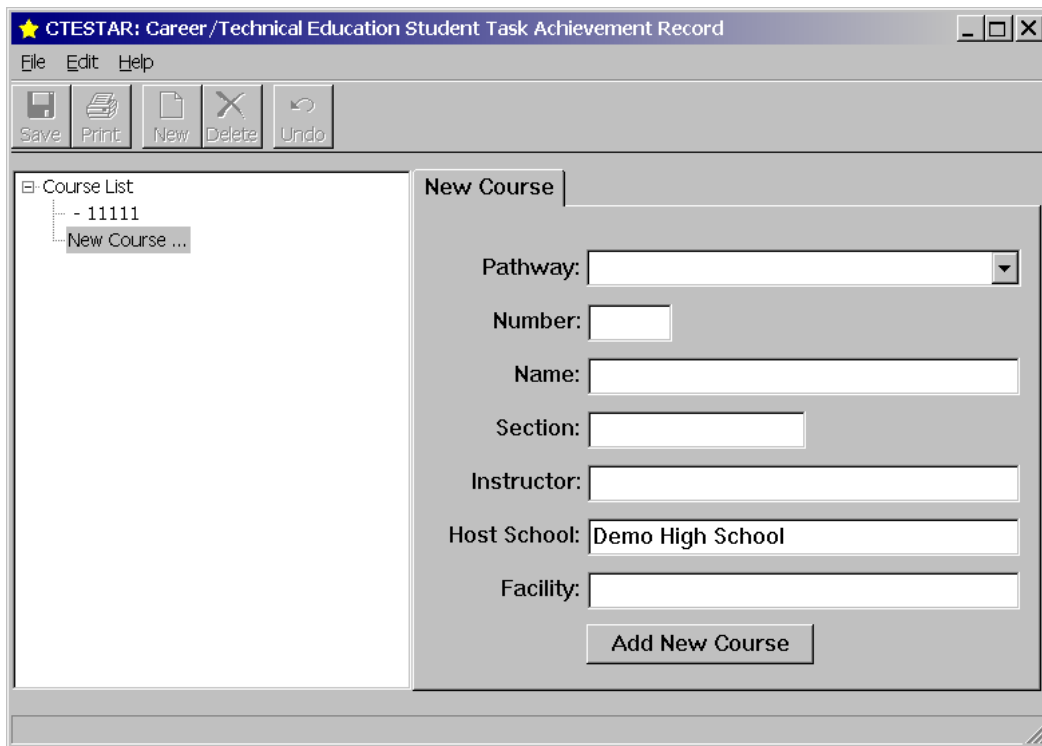 CTESTAR: Career/Technical Education Student Task Achievement Record
File Edit Help
Save Print New Delete Undo
Course List
- 11111
New Course ...
New Course
Pathway:
Number:
Name:
Section:
Instructor:
Host School: Demo High School
Facility:
Add New Course